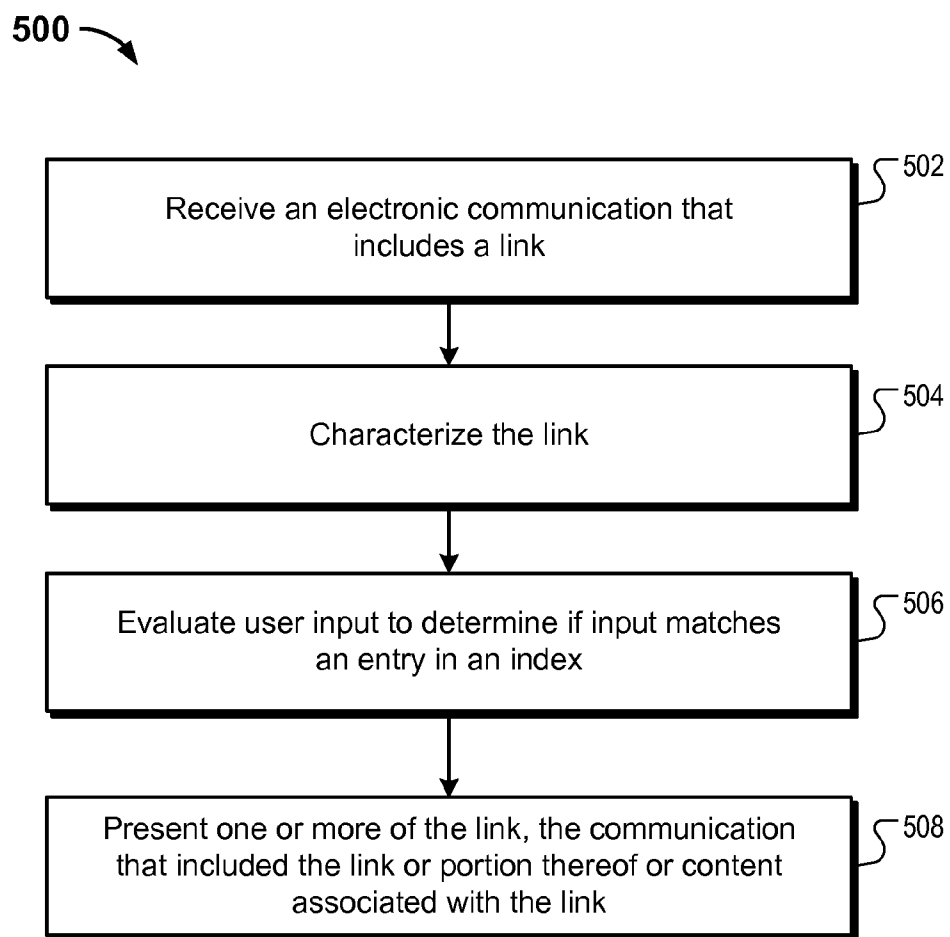 500
502
Receive an electronic communication that
includes a link
504
Characterize the link
506
Evaluate user input to determine if input matches
an entry in an index
508
Present one or more of the link, the communication
that included the link or portion thereof or content
associated with the link